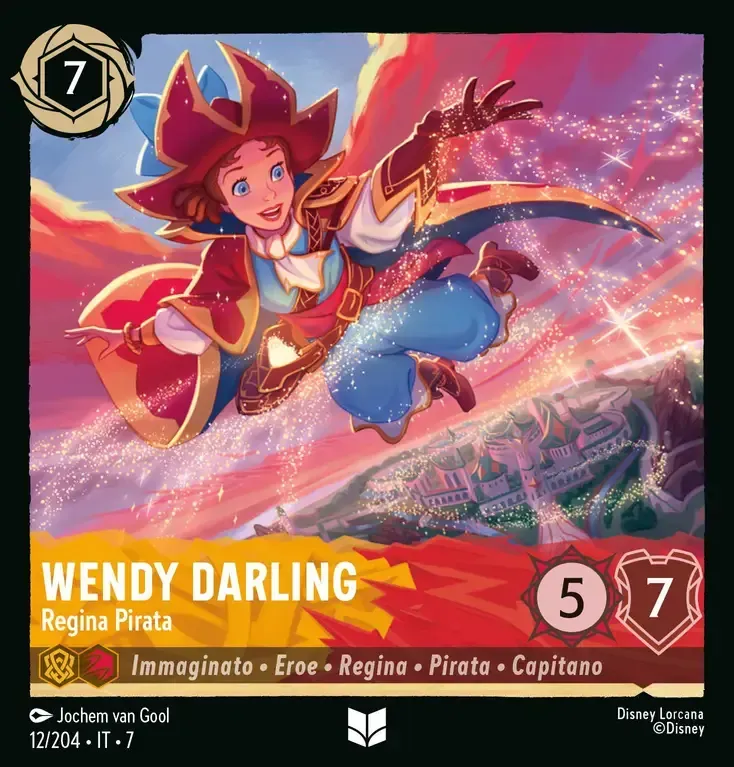 7
WENDY DARLING
Regina Pirata
5
7
Immaginato • Eroe • Regina • Pirata • Capitano
Jochem van Gool
Disney Lorcana
12/204 • IT • 7
©Disney